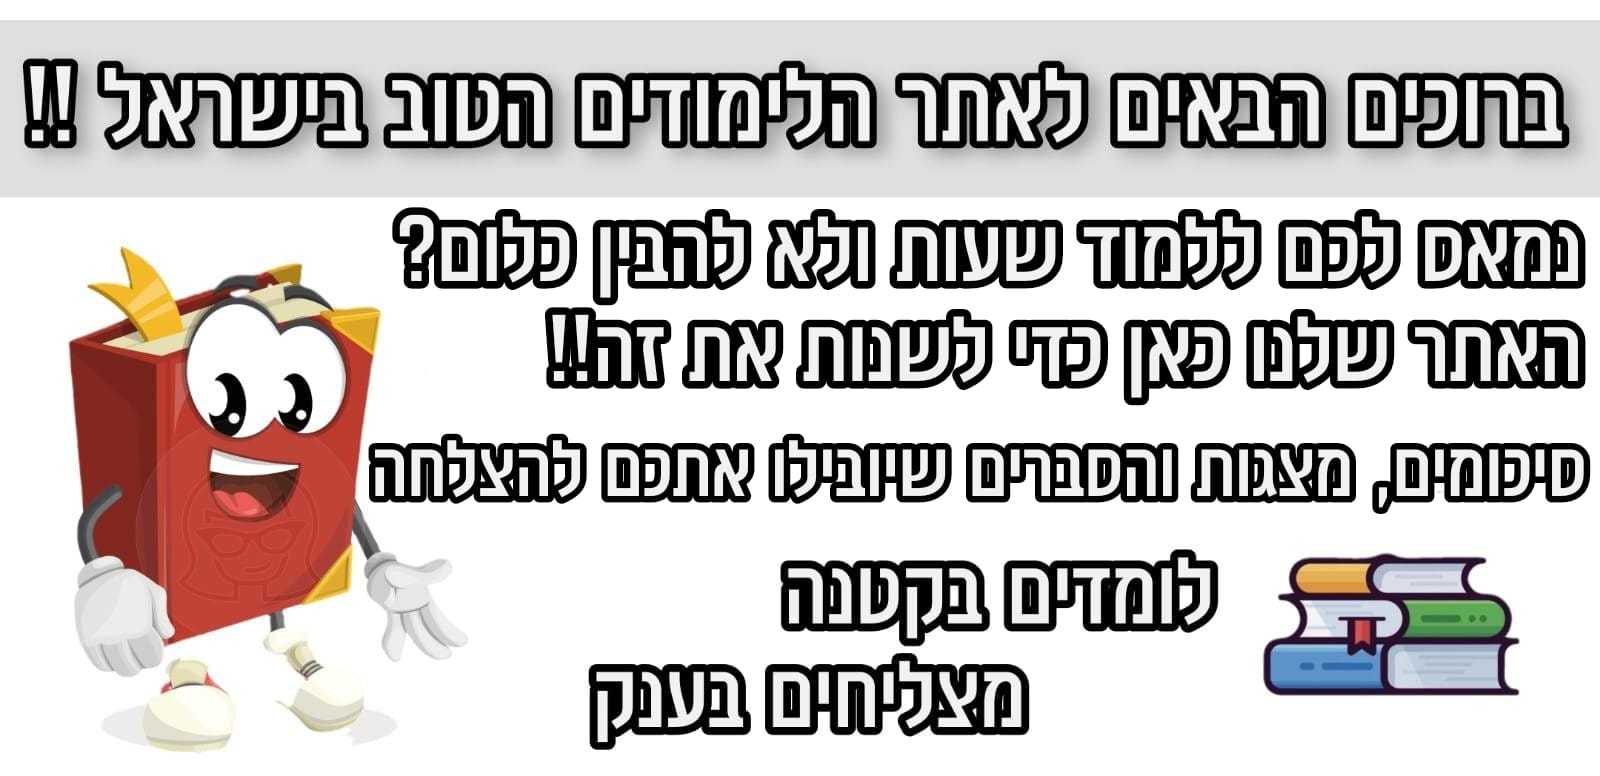 ברוכים הבאים לאתר הלימודים הטוב בישראל !!
נמאס לכם ללמוד שעות ולא להבין כלום?
האתר שלנו כאן כדי לשנות את זה!!
סיכומים, מצגות והסברים שיובילו אתכם להצלחה
לומדים בקטנה
מצליחים בענק